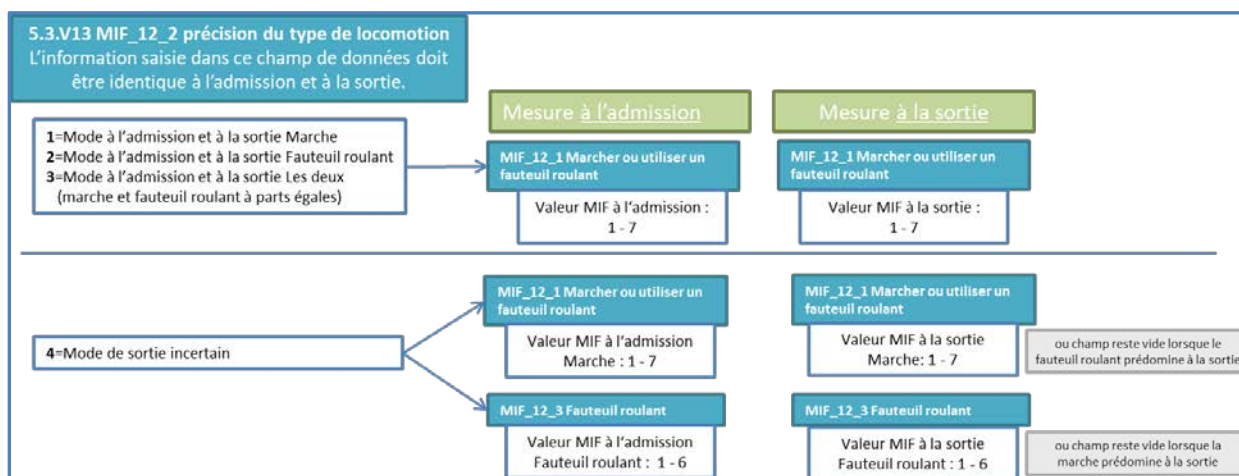 5.3.V13 MIF_12_2 précision du type de locomotion
L'information saisie dans ce champ de données doit
être identique à l'admission et à la sortie.
Mesure à l'admission
Mesure à la sortie
1=Mode à l'admission et à la sortie Marche
2=Mode à l'admission et à la sortie Fauteuil roulant
3=Mode à l'admission et à la sortie Les deux
(marche et fauteuil roulant à parts égales)
MIF_12_1 Marcher ou utiliser un
fauteuil roulant
Valeur MIF à l'admission :
1 - 7
MIF_12_1 Marcher ou utiliser un
fauteuil roulant
Valeur MIF à la sortie :
1 - 7
4=Mode de sortie incertain
MIF_12_1 Marcher ou utiliser un
fauteuil roulant
Valeur MIF à l'admission
Marche : 1 - 7
MIF_12_1 Marcher ou utiliser un
fauteuil roulant
Valeur MIF à la sortie
Marche: 1 - 7
ou champ reste vide lorsque le
fauteuil roulant prédomine à la sortie
MIF_12_3 Fauteuil roulant
Valeur MIF à l'admission
Fauteuil roulant : 1 - 6
MIF_12_3 Fauteuil roulant
Valeur MIF à la sortie
Fauteuil roulant : 1 - 6
ou champ reste vide lorsque la
marche prédomine à la sortie